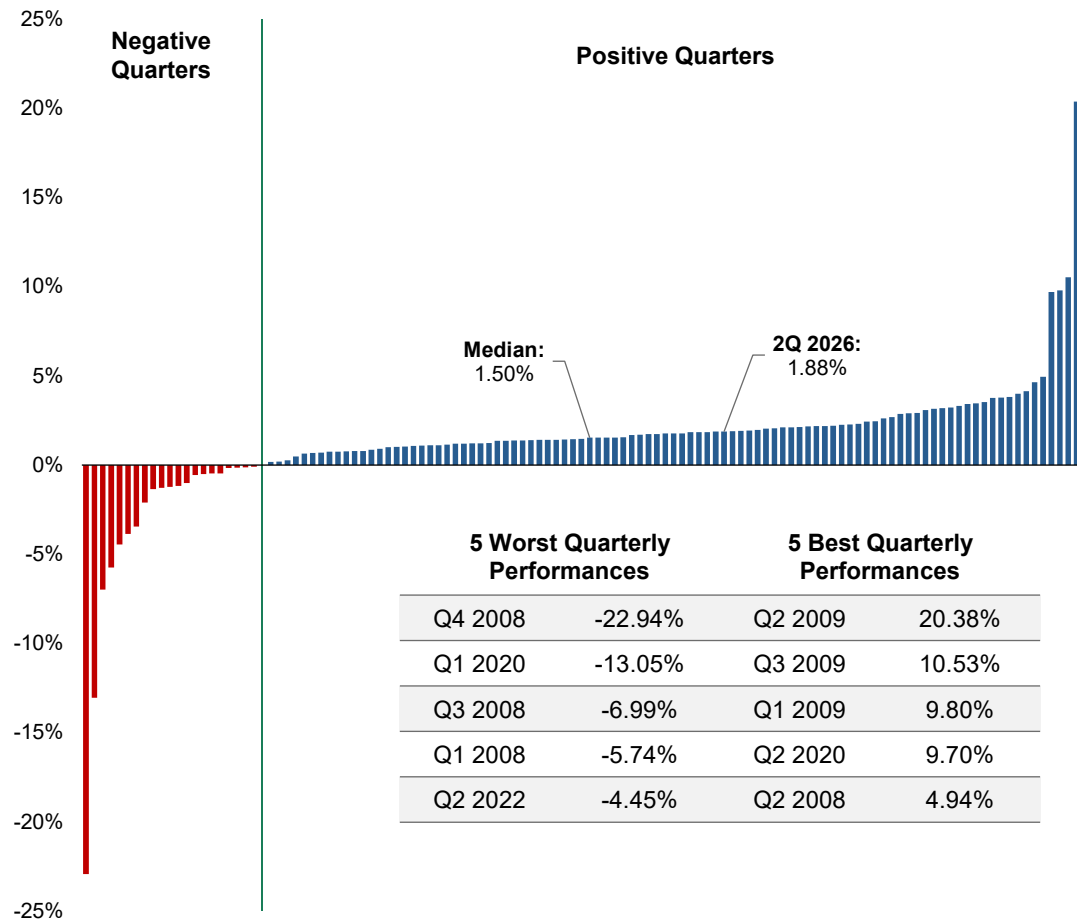 25%
20%
15%
10%
5%
0%
-5%
-10%
-15%
-20%
-25%
Negative
Quarters
Positive Quarters
Median:
1.50%
2Q 2026:
1.88%
5 Worst Quarterly
Performances
5 Best Quarterly
Performances
Q4 2008 -22.94% Q2 2009 20.38%
Q1 2020 -13.05% Q3 2009 10.53%
Q3 2008 -6.99% Q1 2009 9.80%
Q1 2008 -5.74% Q2 2020 9.70%
Q2 2022 -4.45% Q2 2008 4.94%